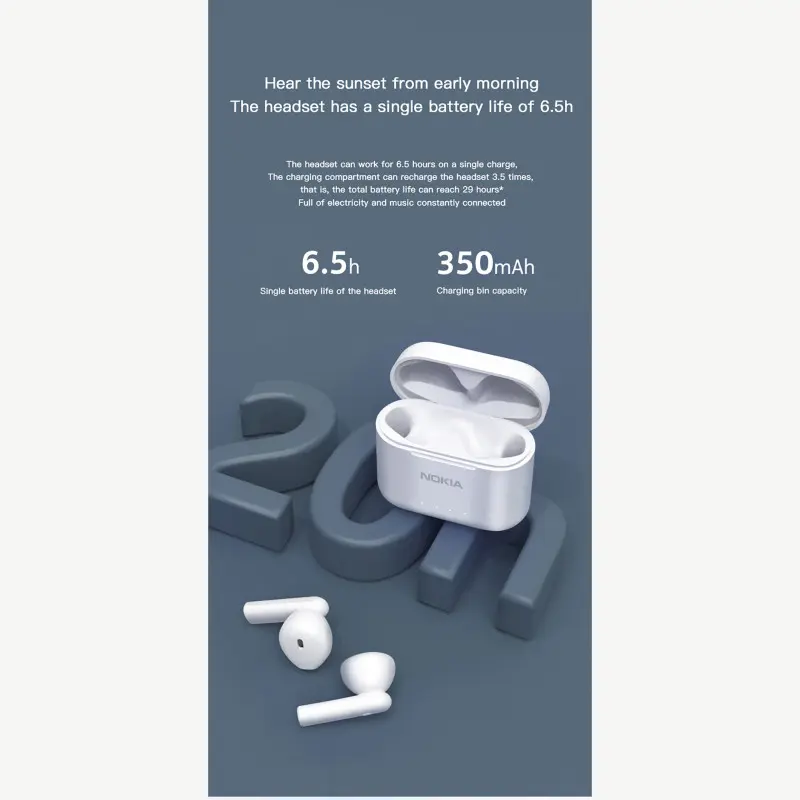 Hear the sunset from early morning
The headset has a single battery life of 6.5h
The headset can work for 6.5 hours on a single charge,
The charging compartment can recharge the headset 3.5 times,
that is, the total battery life can reach 29 hours*
Full of electricity and music constantly connected
6.5h
350mAh
Single battery life of the headset
Charging bin capacity
NOKIA